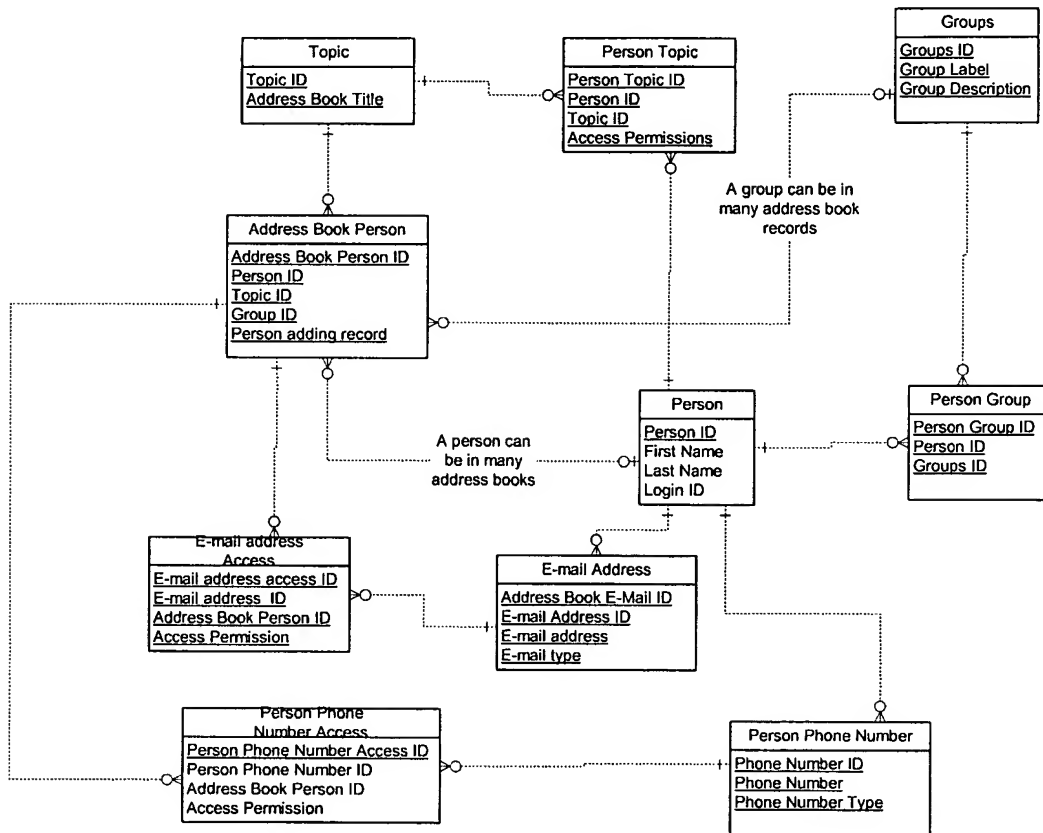 Topic
Topic ID
Address Book Title
Person Topic
Person Topic ID
Person ID
Topic ID
Access Permissions
Groups
Groups ID
Group Label
Group Description
A group can be in
many address book
records
Address Book Person
Address Book Person ID
Person ID
Topic ID
Group ID
Person adding record
A person can
be in many
address books
Person
Person ID
First Name
Last Name
Login ID
Person Group
Person Group ID
Person ID
Groups ID
E-mail address
Access
E-mail address access ID
E-mail address ID
Address Book Person ID
Access Permission
E-mail Address
Address Book E-Mail ID
E-mail Address ID
E-mail address
E-mail type
Person Phone
Number Access
Person Phone Number Access ID
Person Phone Number ID
Address Book Person ID
Access Permission
Person Phone Number
Phone Number ID
Phone Number
Phone Number Type